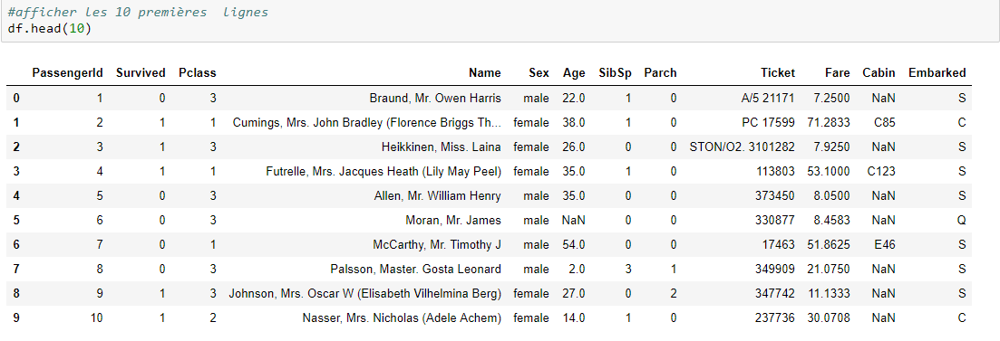 #afficher les 10 premières  lignes
df.head(10)
PassengerId Survived Pclass Name Sex Age SibSp Parch Ticket Fare Cabin Embarked
0 1 0 3 Braund, Mr. Owen Harris male 22.0 1 0 A/5 21171 7.2500 NaN S
1 2 1 1 Cumings, Mrs. John Bradley (Florence Briggs Th... female 38.0 1 0 PC 17599 71.2833 C85 C
2 3 1 3 Heikkinen, Miss. Laina female 26.0 0 0 STON/O2. 3101282 7.9250 NaN S
3 4 1 1 Futrelle, Mrs. Jacques Heath (Lily May Peel) female 35.0 1 0 113803 53.1000 C123 S
4 5 0 3 Allen, Mr. William Henry male 35.0 0 0 373450 8.0500 NaN S
5 6 0 3 Moran, Mr. James male NaN 0 0 330877 8.4583 NaN Q
6 7 0 1 McCarthy, Mr. Timothy J male 54.0 0 0 17463 51.8625 E46 S
7 8 0 3 Palsson, Master. Gosta Leonard male 2.0 3 1 349909 21.0750 NaN S
8 9 1 3 Johnson, Mrs. Oscar W (Elisabeth Vilhelmina Berg) female 27.0 0 2 347742 11.1333 NaN S
9 10 1 2 Nasser, Mrs. Nicholas (Adele Achem) female 14.0 1 0 237736 30.0708 NaN C